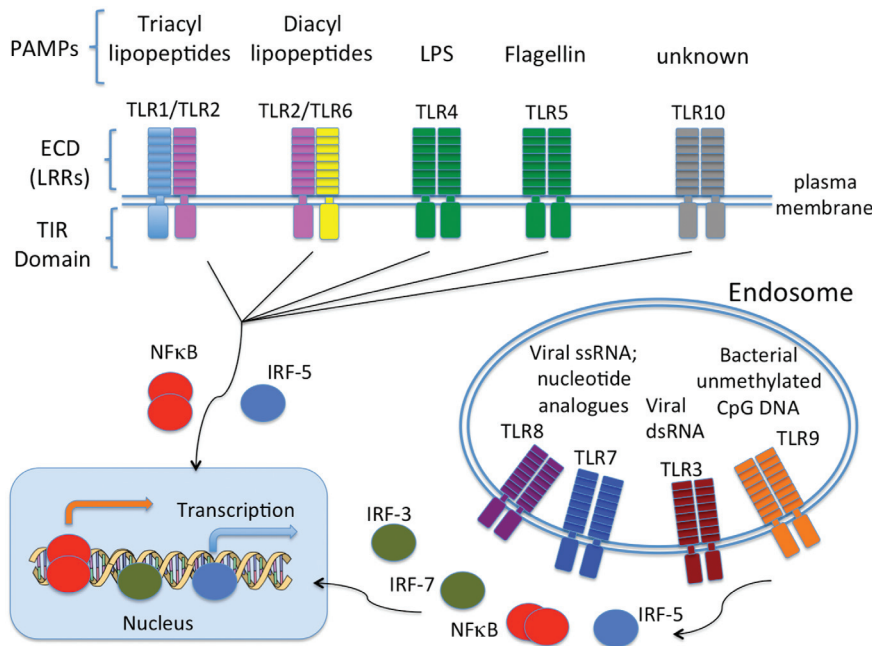 PAMPs
Triacyl
lipopeptides
Diacyl
lipopeptides
LPS
Flagellin
unknown
TLR1/TLR2
TLR2/TLR6
TLR4
TLR5
TLR10
ECD
(LRRs)
plasma
membrane
TIR
Domain
Endosome
NFκB
IRF-5
Viral ssRNA;
nucleotide
analogues
Viral
dsRNA
Bacterial
unmethylated
CpG DNA
TLR8
TLR7
TLR3
TLR9
Transcription
Nucleus
IRF-3
IRF-7
NFκB
IRF-5